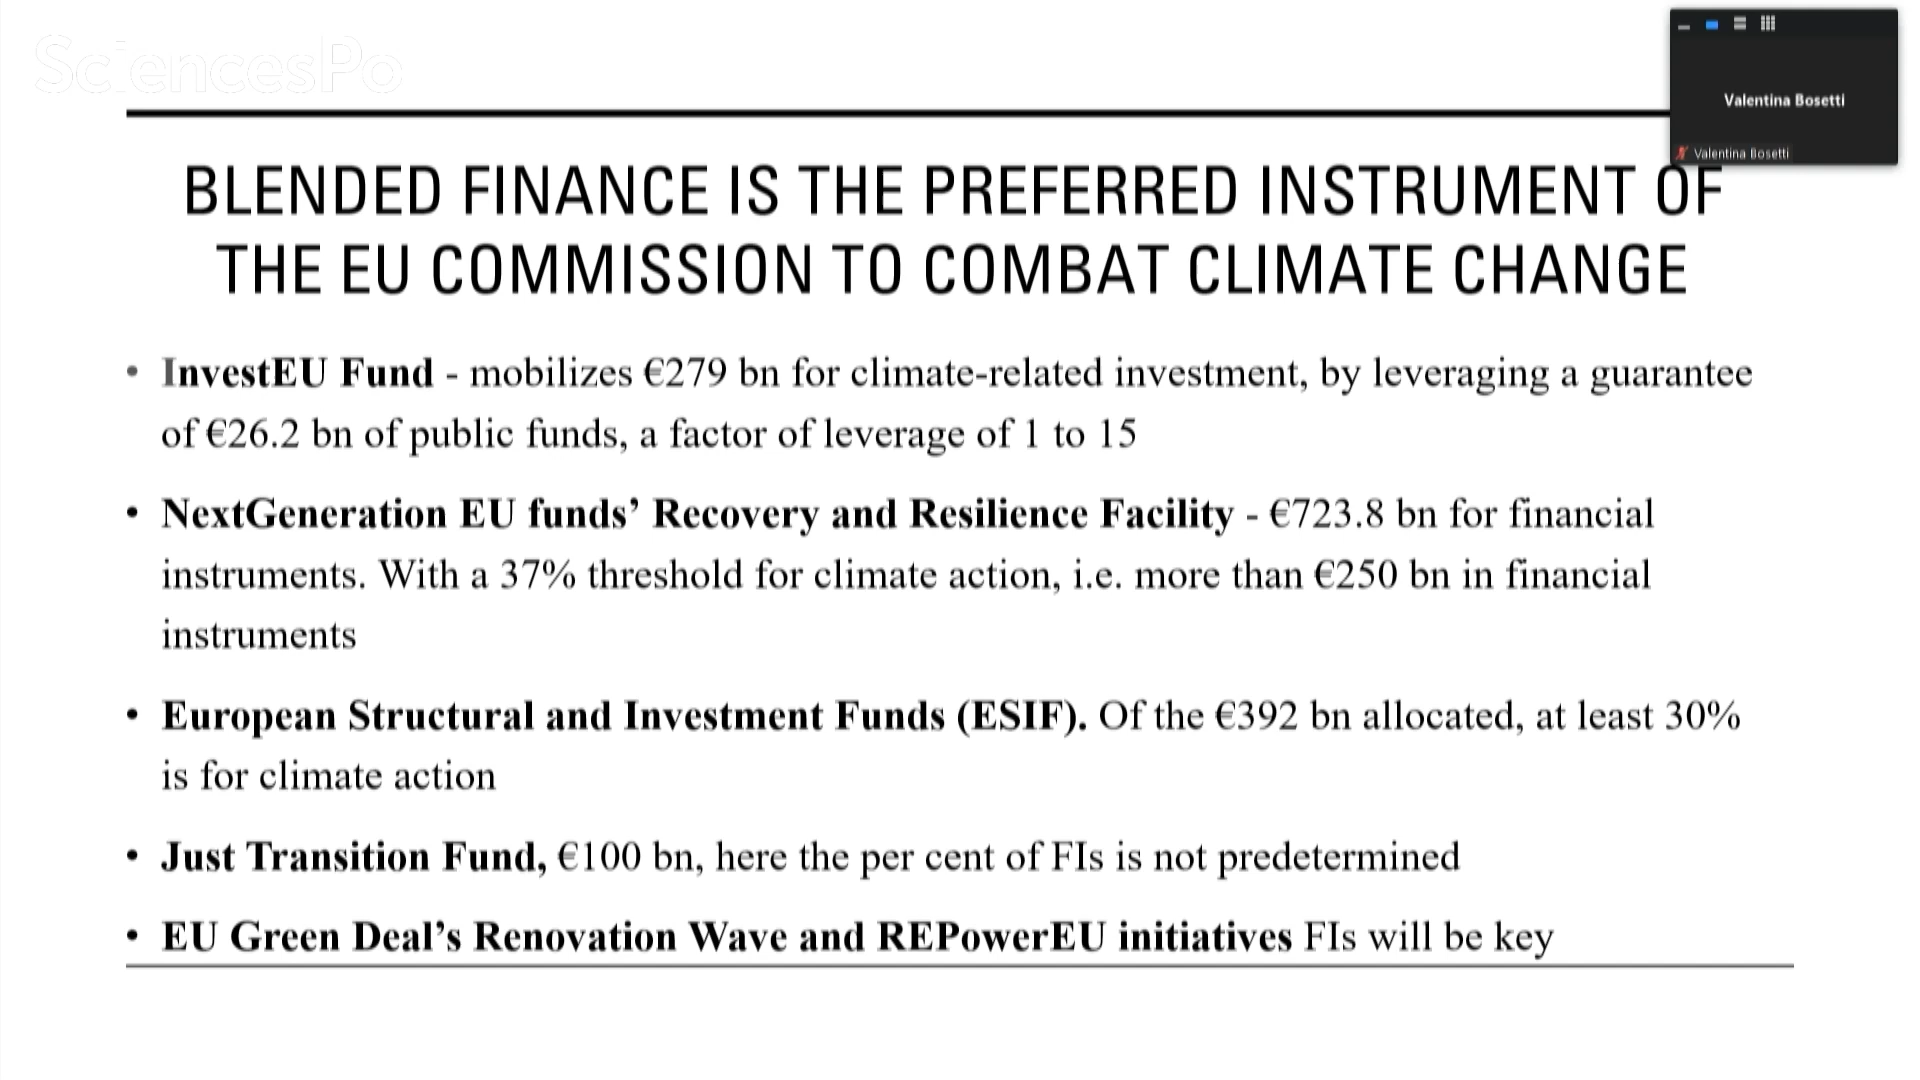 SciencesPo
Valentina Bosetti
Valentina Bosetti
BLENDED FINANCE IS THE PREFERRED INSTRUMENT OF
THE EU COMMISSION TO COMBAT CLIMATE CHANGE
• InvestEU Fund - mobilizes €279 bn for climate-related investment, by leveraging a guarantee
of €26.2 bn of public funds, a factor of leverage of 1 to 15
• NextGeneration EU funds’ Recovery and Resilience Facility - €723.8 bn for financial
instruments. With a 37% threshold for climate action, i.e. more than €250 bn in financial
instruments
• European Structural and Investment Funds (ESIF). Of the €392 bn allocated, at least 30%
is for climate action
• Just Transition Fund, €100 bn, here the per cent of FIs is not predetermined
• EU Green Deal’s Renovation Wave and REPowerEU initiatives FIs will be key